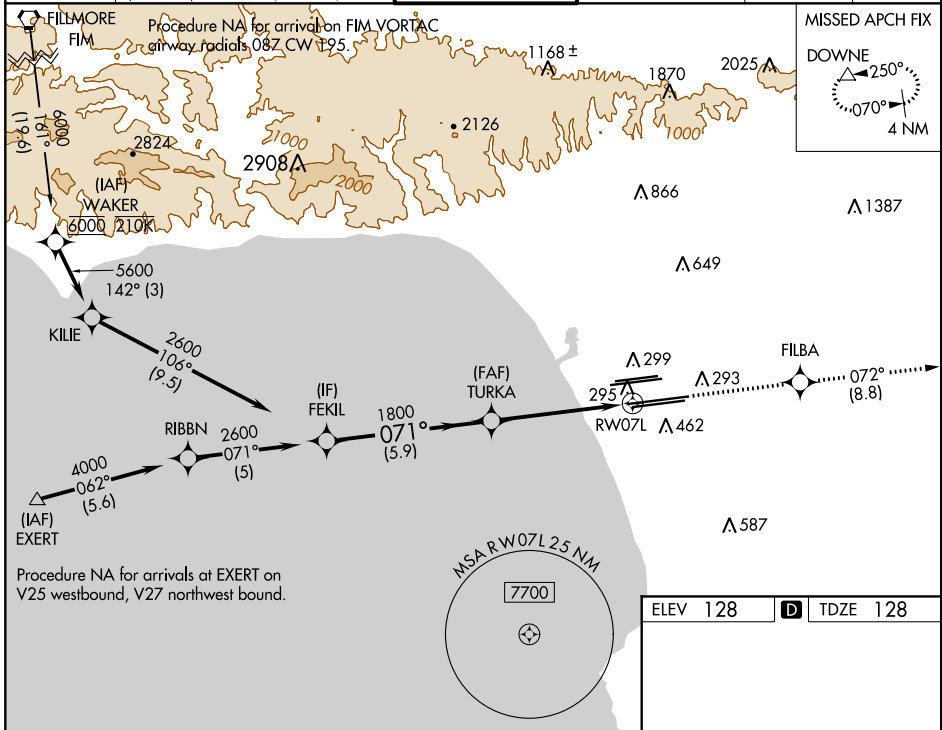 FILLMORE
FIM
Procedure NA for arrival on FIM VORTAC
airway radials 087 CW 195.
MISSED APCH FIX
DOWNE
250°
070°
4 NM
1168 ±
1870
2025
6000
161°
(19.6)
2824
1000
2126
1000
2908
2000
(IAF)
WAKER
6000 210K
866
1387
5600
142° (3)
649
KILIE
2600
106°
(9.5)
299
FILBA
(FAF)
TURKA
295
293
072°
(8.8)
(IF)
FEKIL
1800
071°
(5.9)
RW07L
462
RIBBN
2600
071°
(5)
4000
062°
(5.6)
(IAF)
EXERT
587
MSA RW07L 25 NM
7700
Procedure NA for arrivals at EXERT on
V25 westbound, V27 northwest bound.
ELEV 128 D TDZE 128